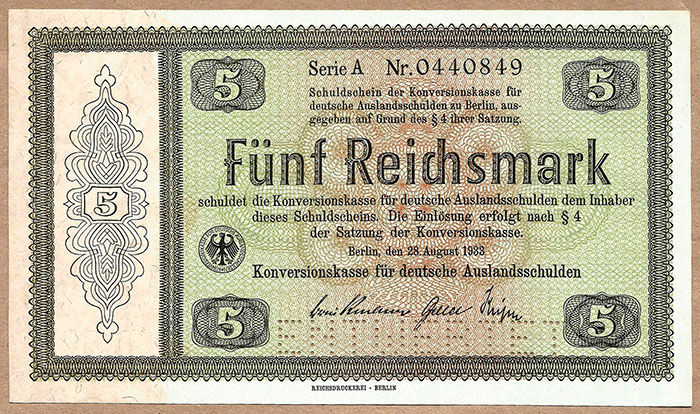 5 Serie A Nr. 0440849 5
Schuldschein der Konversionskasse für
deutsche Auslandsschulden zu Berlin, aus-
gegeben auf Grund des § 4 ihrer Satzung.
Fünf Reichsmark
schuldet die Konversionskasse für deutsche Auslandsschulden dem Inhaber
dieses Schuldscheins. Die Einlösung erfolgt nach § 4
der Satzung der Konversionskasse.
Berlin, den 28 August 1933
Konversionskasse für deutsche Auslandsschulden
5
5 5
REICHSDRUCKEREI - BERLIN